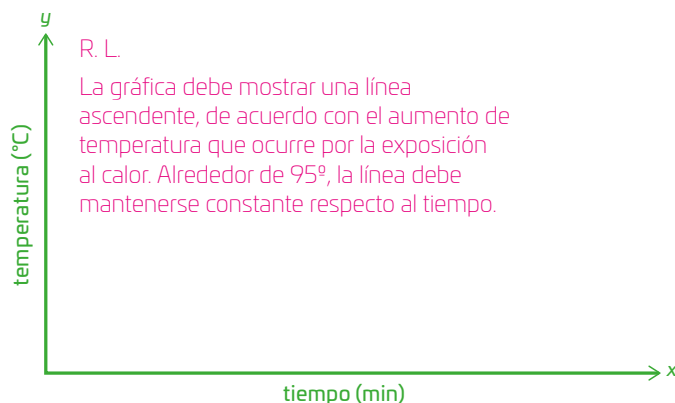 y
R. L.
La gráfica debe mostrar una línea
ascendente, de acuerdo con el aumento de
temperatura que ocurre por la exposición
al calor. Alrededor de 95º, la línea debe
mantenerse constante respecto al tiempo.
temperatura (°C)
x
tiempo (min)